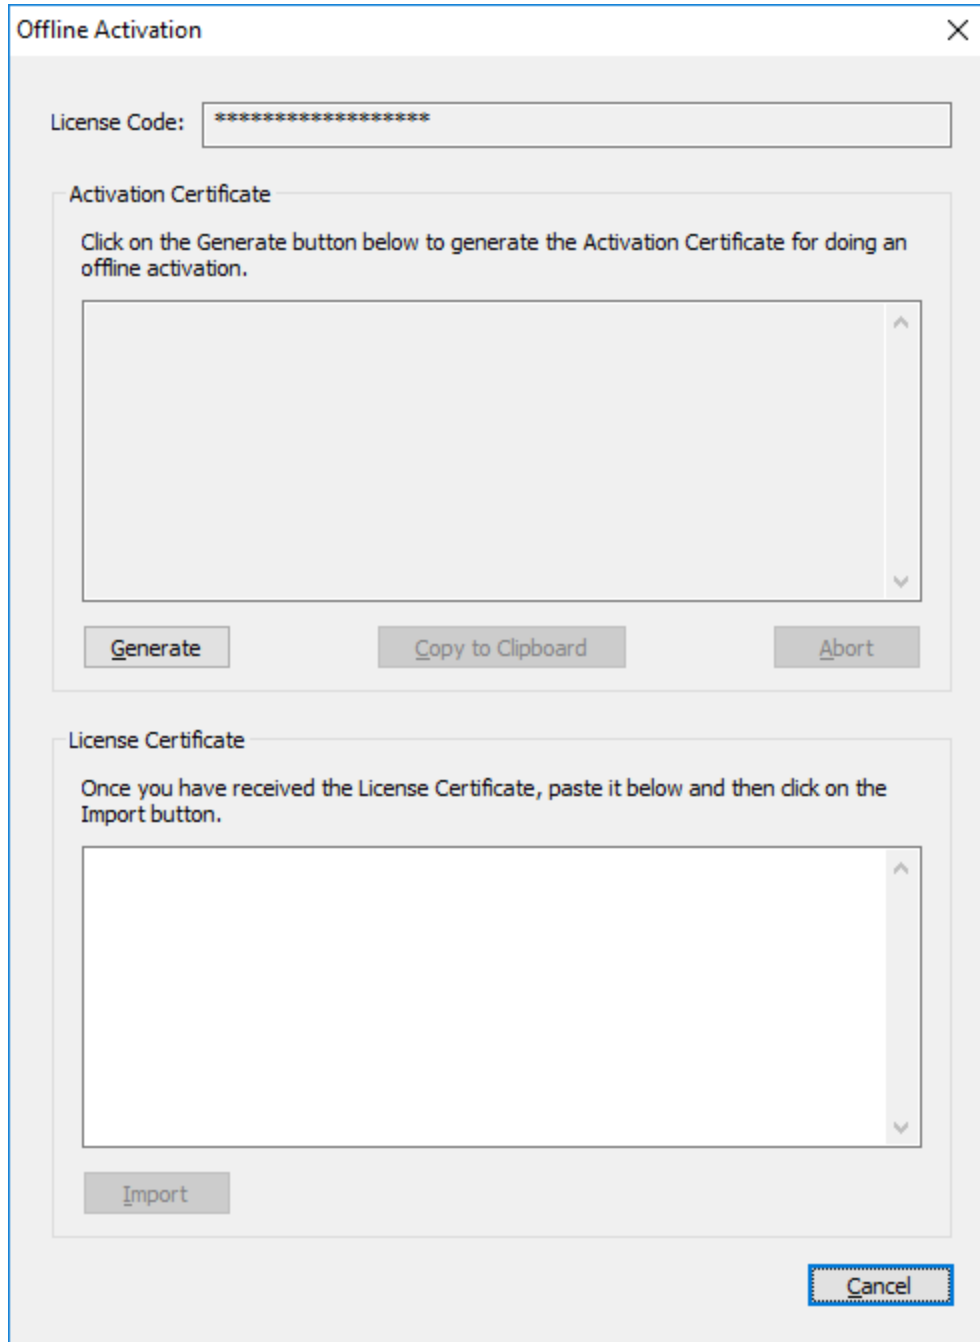 Offline Activation
License Code: ******************
Activation Certificate
Click on the Generate button below to generate the Activation Certificate for doing an
offline activation.
Generate Copy to Clipboard Abort
License Certificate
Once you have received the License Certificate, paste it below and then click on the
Import button.
Import
Cancel